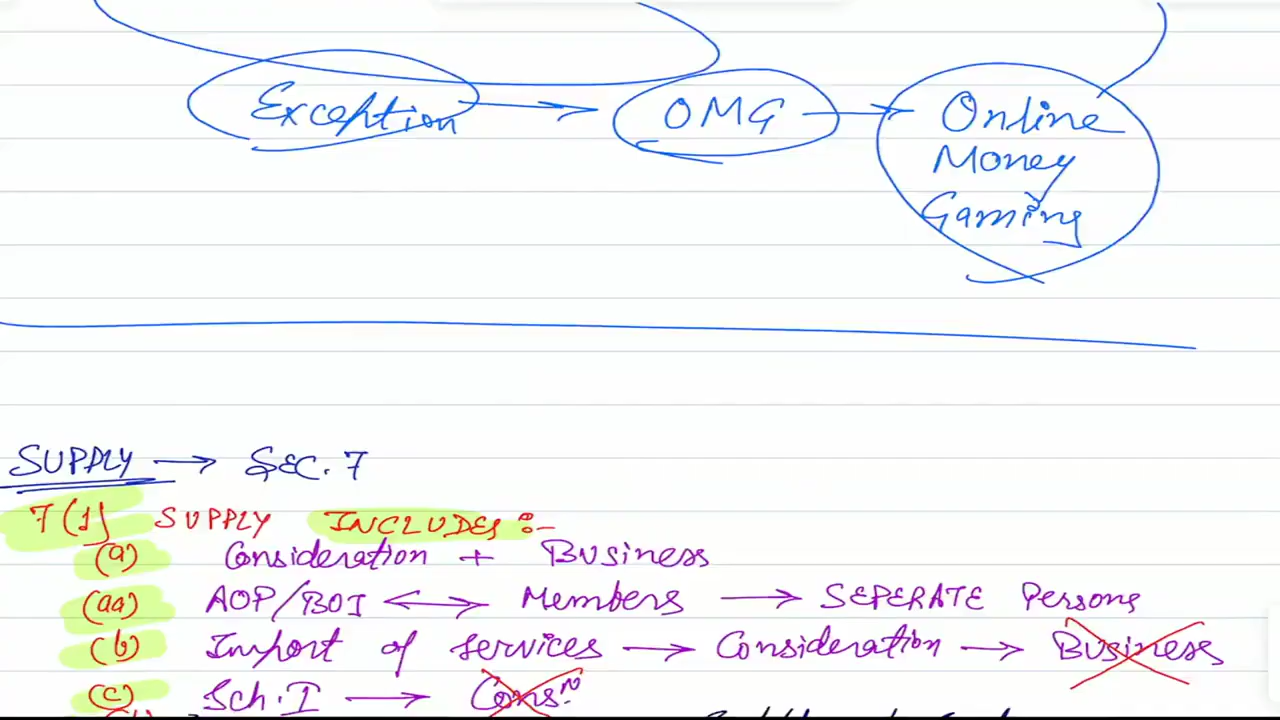 Exception → OMG → Online
Money
Gaming
SUPPLY → SEC. 7
7(1) SUPPLY INCLUDES :-
(a) Consideration + Business
(aa) AOP/BOI ↔ Members → SEPERATE Persons
(b) Import of services → Consideration → Business
(c) Sch. I → Consn.